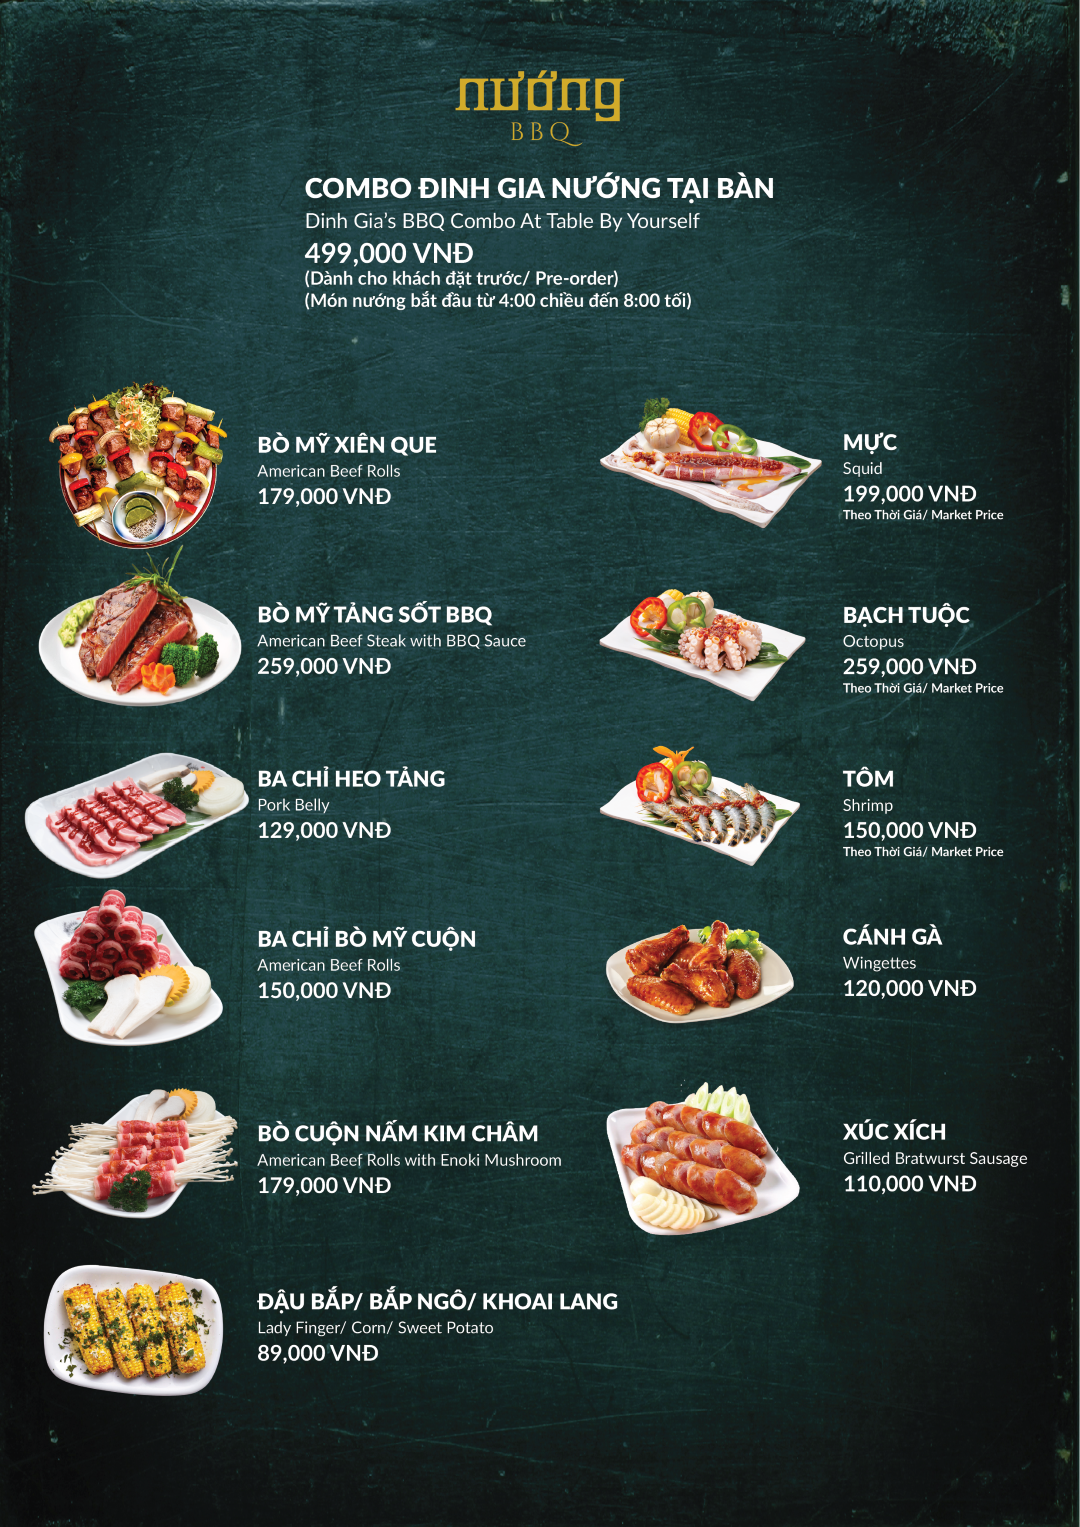 nướng
BBQ
COMBO ĐINH GIA NƯỚNG TẠI BÀN
Dinh Gia's BBQ Combo At Table By Yourself
499,000 VNĐ
(Dành cho khách đặt trước/ Pre-order)
(Món nướng bắt đầu từ 4:00 chiều đến 8:00 tối)
BÒ MỸ XIÊN QUE
American Beef Rolls
179,000 VNĐ
BÒ MỸ TẢNG SỐT BBQ
American Beef Steak with BBQ Sauce
259,000 VNĐ
BA CHỈ HEO TẢNG
Pork Belly
129,000 VNĐ
BA CHỈ BÒ MỸ CUỘN
American Beef Rolls
150,000 VNĐ
BÒ CUỘN NẤM KIM CHÂM
American Beef Rolls with Enoki Mushroom
179,000 VNĐ
ĐẬU BẮP/ BẮP NGÔ/ KHOAI LANG
Lady Finger/ Corn/ Sweet Potato
89,000 VNĐ
MỰC
Squid
199,000 VNĐ
Theo Thời Giá/ Market Price
BẠCH TUỘC
Octopus
259,000 VNĐ
Theo Thời Giá/ Market Price
TÔM
Shrimp
150,000 VNĐ
Theo Thời Giá/ Market Price
CÁNH GÀ
Wingettes
120,000 VNĐ
XÚC XÍCH
Grilled Bratwurst Sausage
110,000 VNĐ